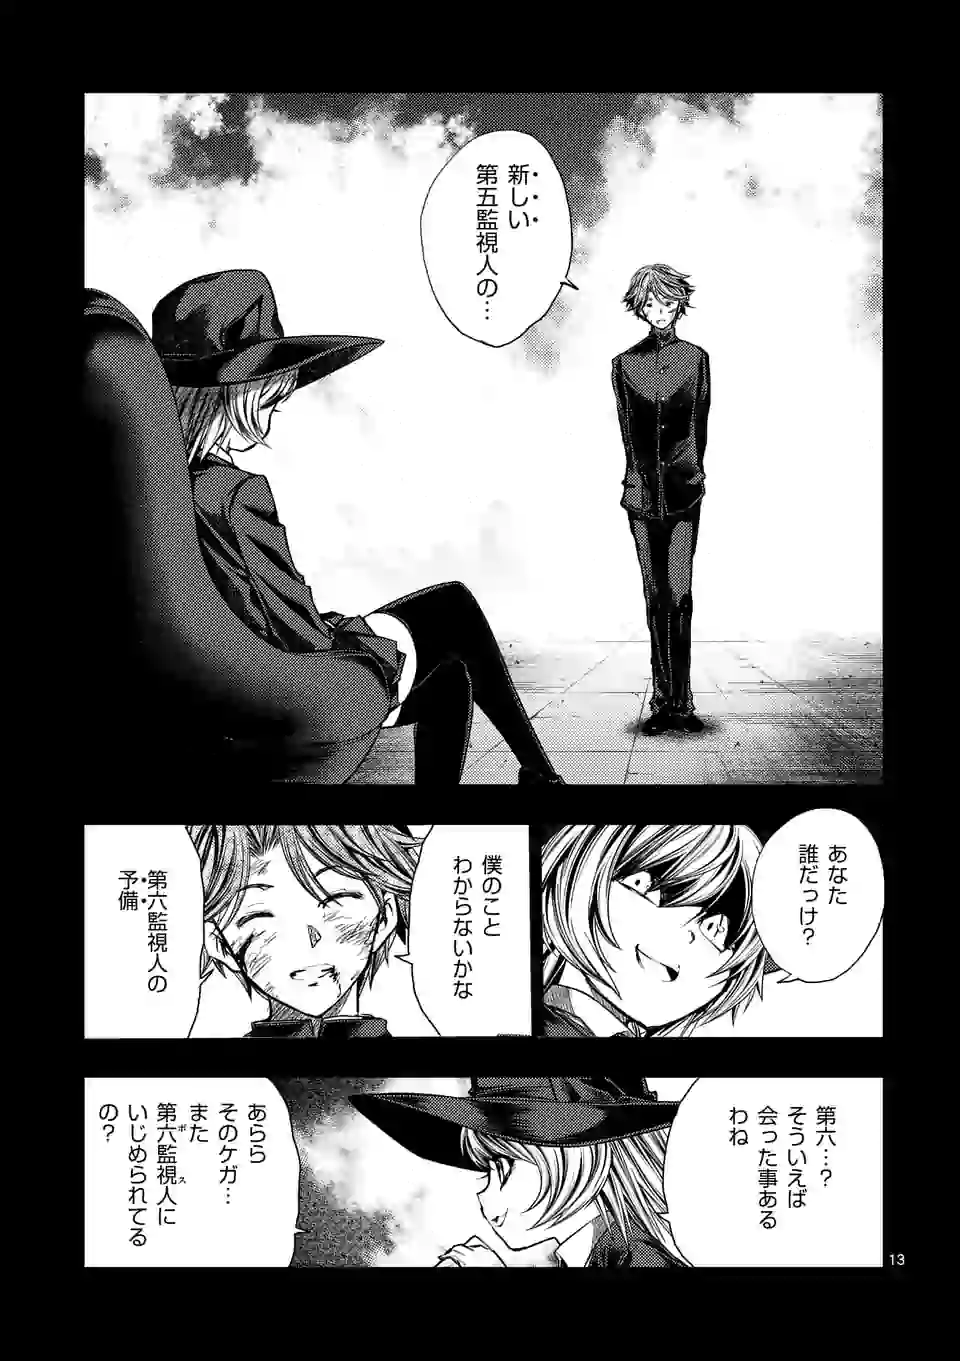 新しい
第五監視人の…
あなた
誰だっけ?
僕のこと
わからないかな
第六監視人の
予備
第六…?
そういえば
会った事ある
わね
あららら
そのケガ…
また
第六監視人に
ボス
いじめられてる
の?
13